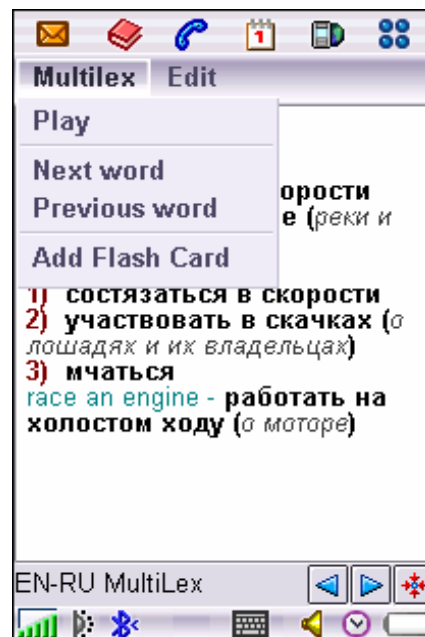 1
Multilex Edit
Play
Next word
Previous word
Add Flash Card
орости
е (реки и
1) состязаться в скорости
2) участвовать в скачках (о
лошадях и их владельцах)
3) мчаться
race an engine - работать на
холостом ходу (о моторе)
EN-RU MultiLex